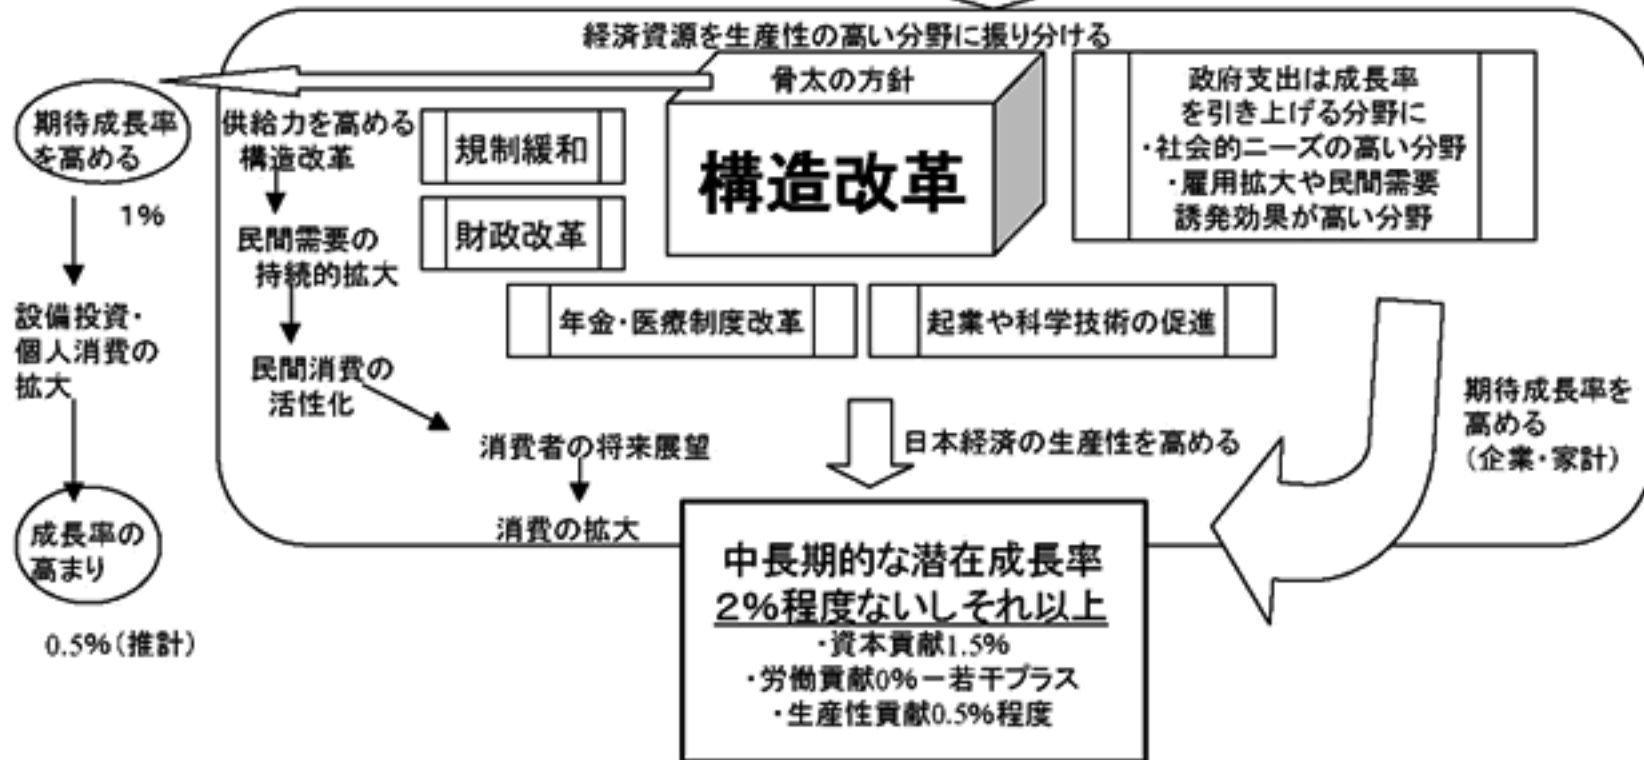 経済資源を生産性の高い分野に振り分ける
骨太の方針
構造改革
政府支出は成長率
を引き上げる分野に
・社会的ニーズの高い分野
・雇用拡大や民間需要
誘発効果が高い分野
期待成長率
を高める
1%
設備投資・
個人消費の
拡大
成長率の
高まり
0.5%(推計)
供給力を高める
構造改革
民間需要の
持続的拡大
民間消費の
活性化
消費者の将来展望
消費の拡大
規制緩和
財政改革
年金・医療制度改革
起業や科学技術の促進
日本経済の生産性を高める
期待成長率を
高める
(企業・家計)
中長期的な潜在成長率
2%程度ないしそれ以上
・資本貢献1.5%
・労働貢献0%－若干プラス
・生産性貢献0.5%程度